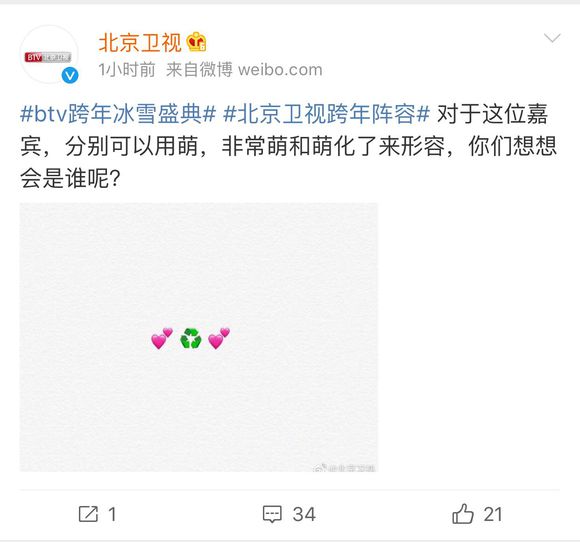 北京卫视
BTV 北京卫视
1小时前 来自微博 weibo.com
#btv跨年冰雪盛典# #北京卫视跨年阵容# 对于这位嘉
宾，分别可以用萌，非常萌和萌化了来形容，你们想想
会是谁呢?
@北京卫视
1
34
21